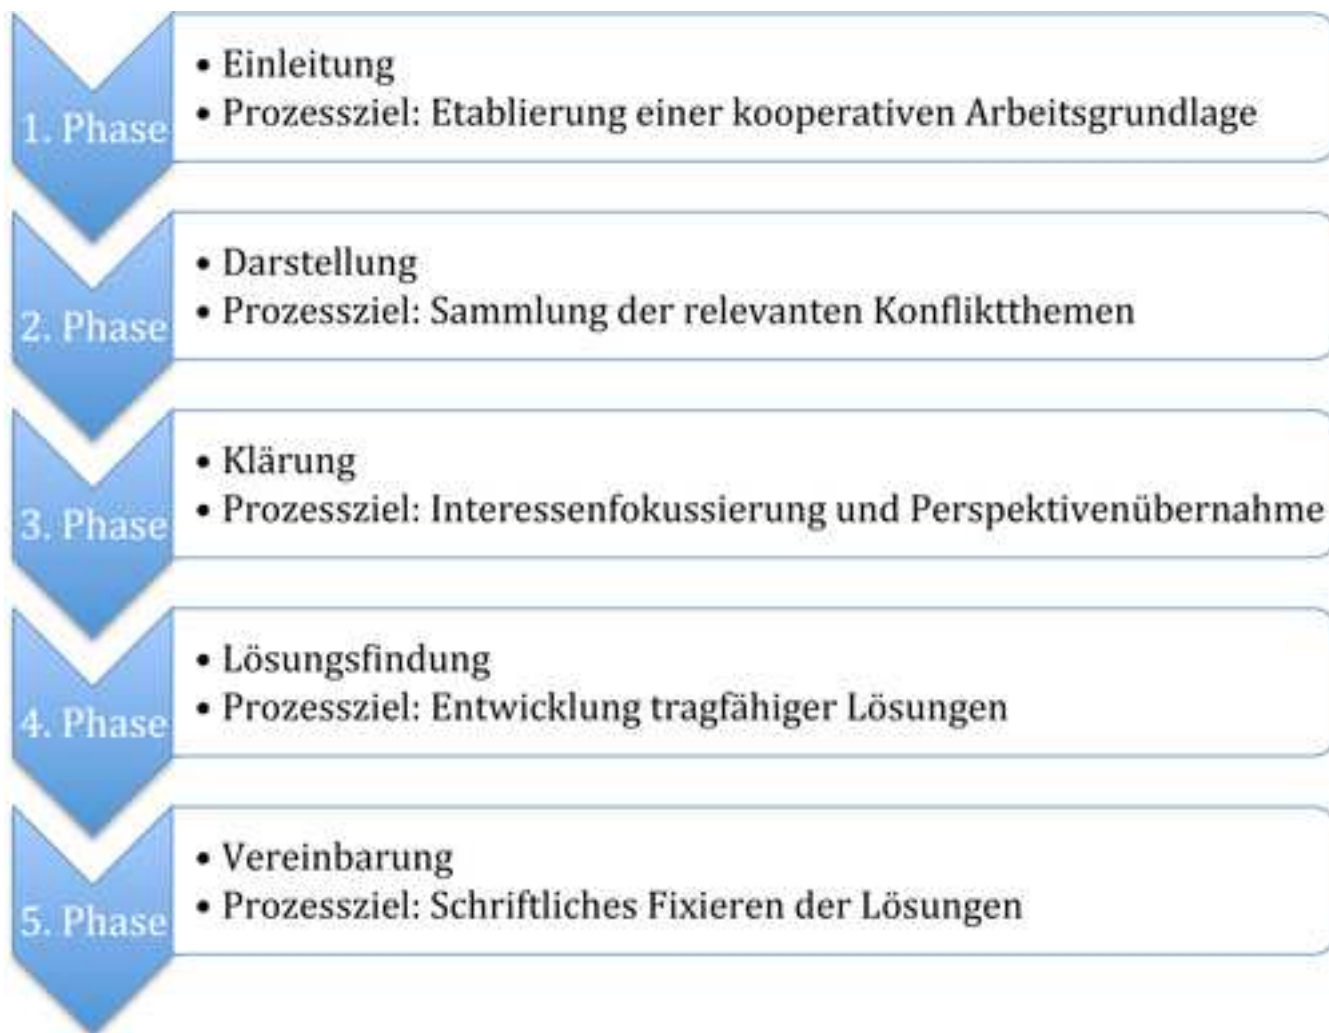 1. Phase
• Einleitung
• Prozessziel: Etablierung einer kooperativen Arbeitsgrundlage
2. Phase
• Darstellung
• Prozessziel: Sammlung der relevanten Konfliktthemen
3. Phase
• Klärung
• Prozessziel: Interessenfokussierung und Perspektivenübernahme
4. Phase
• Lösungsfindung
• Prozessziel: Entwicklung tragfähiger Lösungen
5. Phase
• Vereinbarung
• Prozessziel: Schriftliches Fixieren der Lösungen